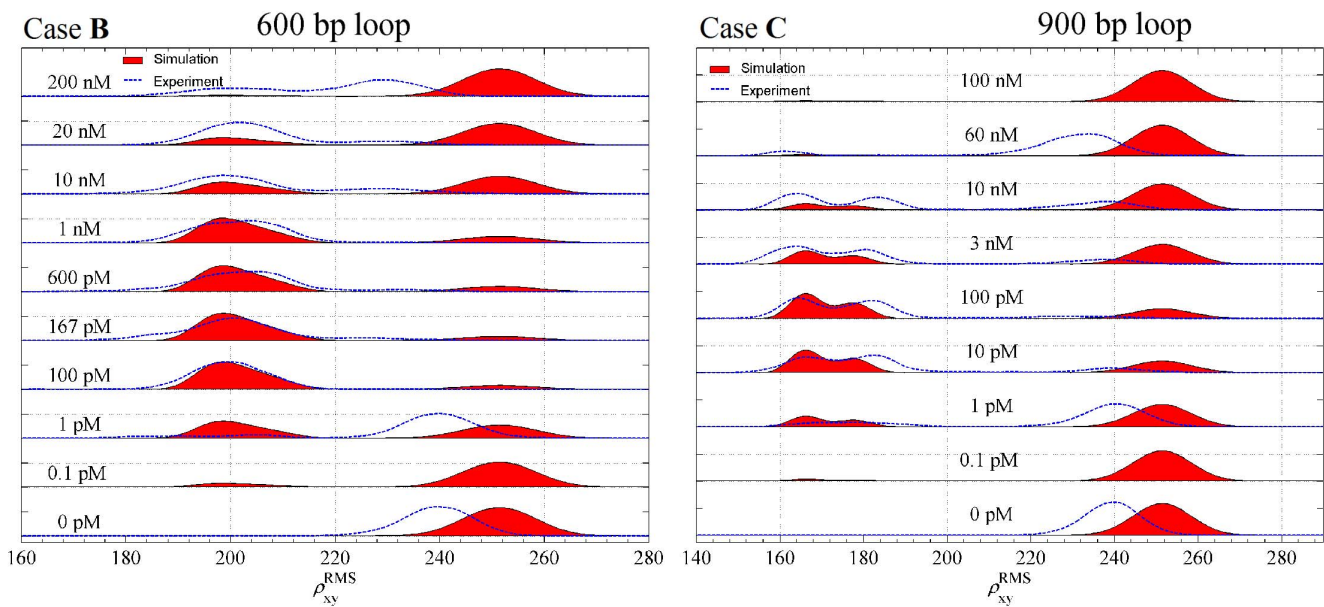 Case B
600 bp loop
Simulation
Experiment
200 nM
20 nM
10 nM
1 nM
600 pM
167 pM
100 pM
1 pM
0.1 pM
0 pM
160 180 200 220 240 260 280
ρxyRMS
Case C
900 bp loop
Simulation
Experiment
100 nM
60 nM
10 nM
3 nM
100 pM
10 pM
1 pM
0.1 pM
0 pM
140 160 180 200 220 240 260 280
ρxyRMS